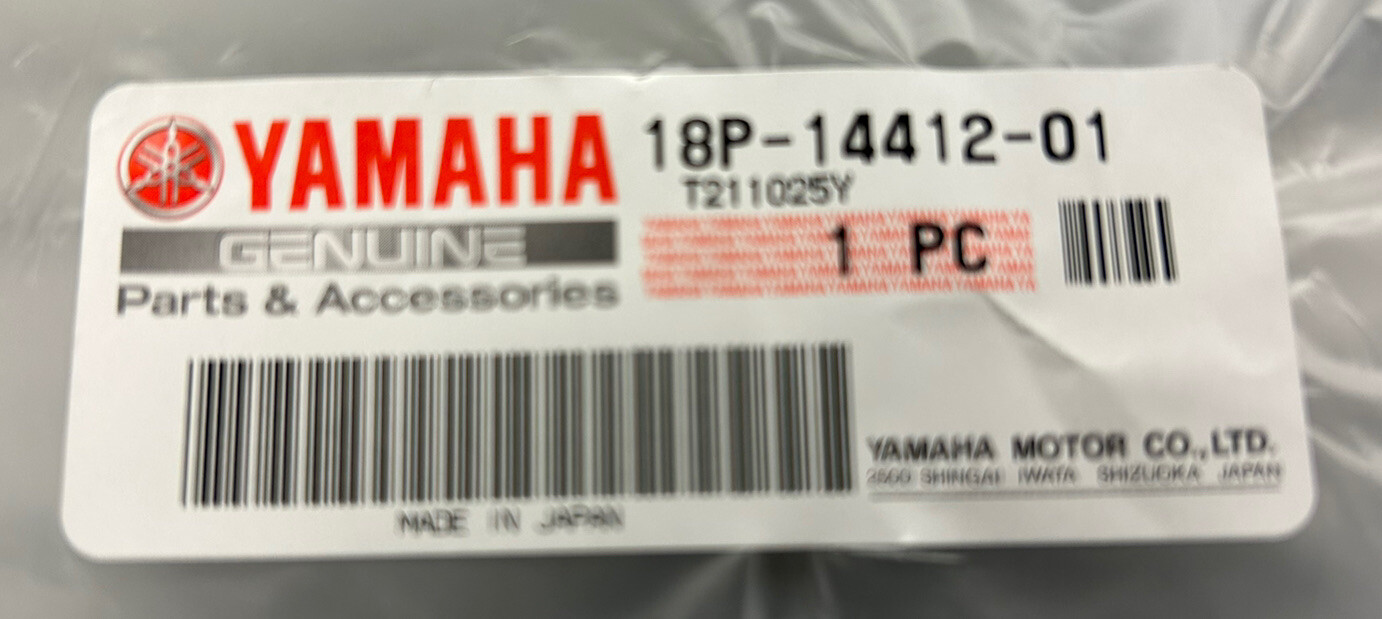 YAMAHA
GENUINE
Parts & Accessories
18P-14412-01
T211025Y
1 PC
MADE IN JAPAN
YAMAHA MOTOR CO.,LTD.
2500 SHINGAI IWATA SHIZUOKA JAPAN